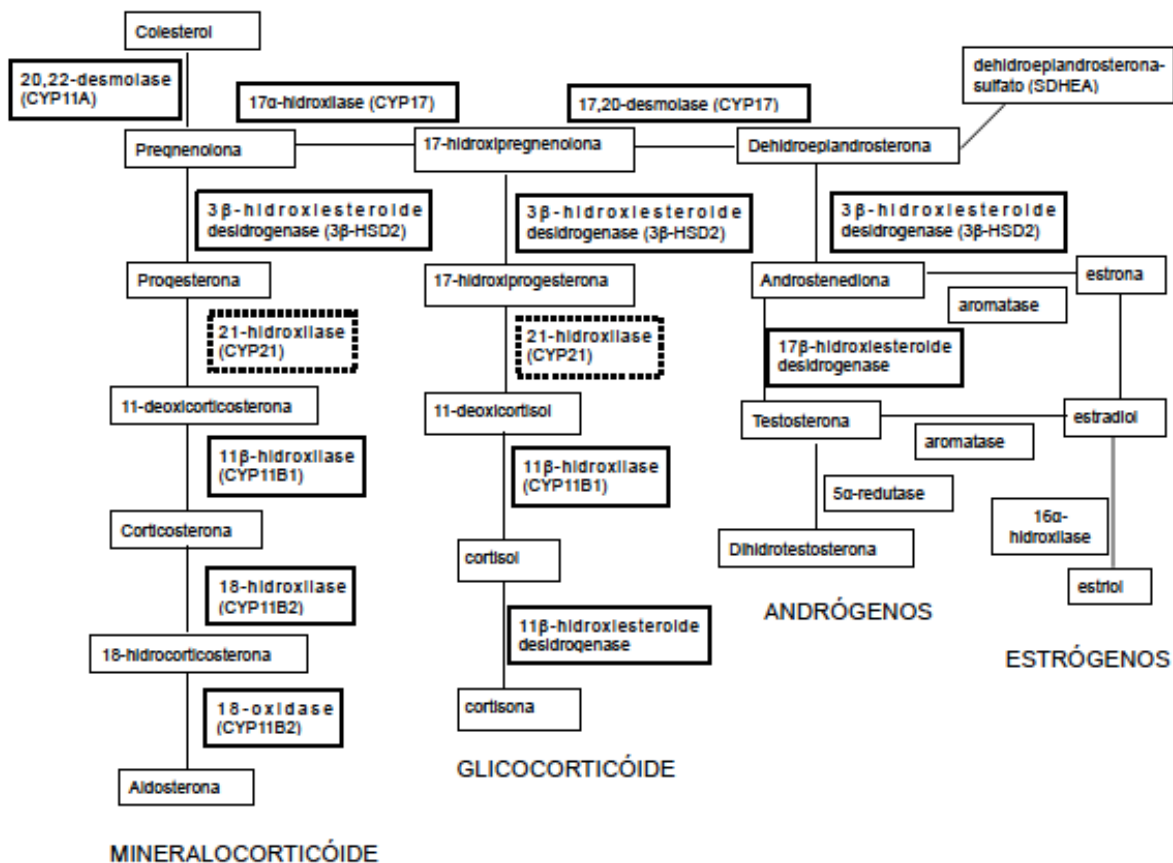 Colesterol
20,22-desmolase
(CYP11A)
17α-hidroxilase (CYP17)
17,20-desmolase (CYP17)
dehidroepiandrosterona-
sulfato (SDHEA)
Pregnenolona
17-hidroxipregnenolona
Dehidroepiandrosterona
3β-hidroxiesteroide
desidrogenase (3β-HSD2)
3β-hidroxiesteroide
desidrogenase (3β-HSD2)
3β-hidroxiesteroide
desidrogenase (3β-HSD2)
Progesterona
17-hidroxiprogesterona
Androstenediona
estrona
aromatase
21-hidroxilase
(CYP21)
21-hidroxilase
(CYP21)
17β-hidroxiesteroide
desidrogenase
11-deoxicorticosterona
11-deoxicortisol
Testosterona
estradiol
aromatase
11β-hidroxilase
(CYP11B1)
11β-hidroxilase
(CYP11B1)
5α-redutase
16α-
hidroxilase
Corticosterona
cortisol
Dihidrotestosterona
estriol
18-hidroxilase
(CYP11B2)
11β-hidroxiesteroide
desidrogenase
ANDRÓGENOS
ESTRÓGENOS
18-hidrocorticosterona
18-oxidase
(CYP11B2)
cortisona
GLICOCORTICÓIDE
Aldosterona
MINERALOCORTICÓIDE